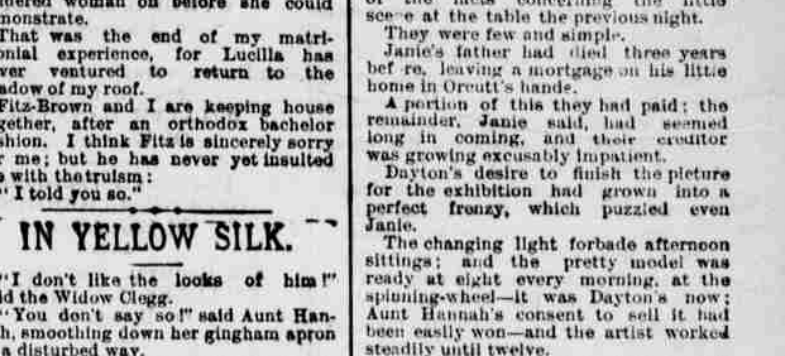 dered woman on before she could
monstrate.
That was the end of my matri-
onial experience, for Lucilla has
ver ventured to return to the
adow of my roof.
Fitz-Brown and I are keeping house
gether, after an orthodox bachelor
shion. I think Fitz is sincerely sorry
r me; but he has never yet insulted
with the truism:
"I told you so."
IN YELLOW SILK.
"I don't like the looks of him!"
id the Widow Clegg.
"You don't say so!" said Aunt Han-
h, smoothing down her gingham apron
a disturbed way.
of the facts concerning the little
sce e at the table the previous night.
They were few and simple.
Janie's father had died three years
bef re, leaving a mortgage on his little
home in Orcutt's hands.
A portion of this they had paid; the
remainder, Janie said, had seemed
long in coming, and their creditor
was growing excusably impatient.
Dayton's desire to finish the picture
for the exhibition had grown into a
perfect frenzy, which puzzled even
Janie.
The changing light forbade afternoon
sittings; and the pretty model was
ready at eight every morning, at the
spinning-wheel—it was Dayton's now;
Aunt Hannah's consent to sell it had
been easily won—and the artist worked
steadily until twelve.